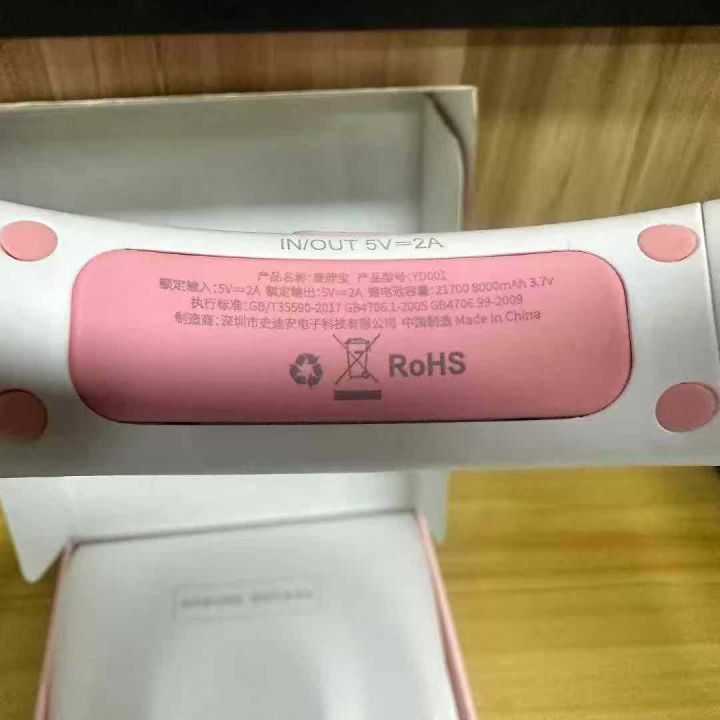 IN/OUT 5V⎓2A
产品名称:暖脖宝 产品型号:YD001
额定输入:5V⎓2A 额定输出:5V⎓2A 锂电池容量:21700 8000mAh 3.7V
执行标准:GB/T35590-2017 GB4706.1-2005 GB4706.99-2009
制造商:深圳市史迪安电子科技有限公司 中国制造 Made in China
RoHS